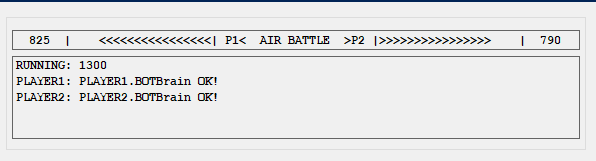 825 | <<<<<<<<<<<<<<<<<| P1< AIR BATTLE >P2 |>>>>>>>>>>>>>>>>> | 790
RUNNING: 1300
PLAYER1: PLAYER1.BOTBrain OK!
PLAYER2: PLAYER2.BOTBrain OK!